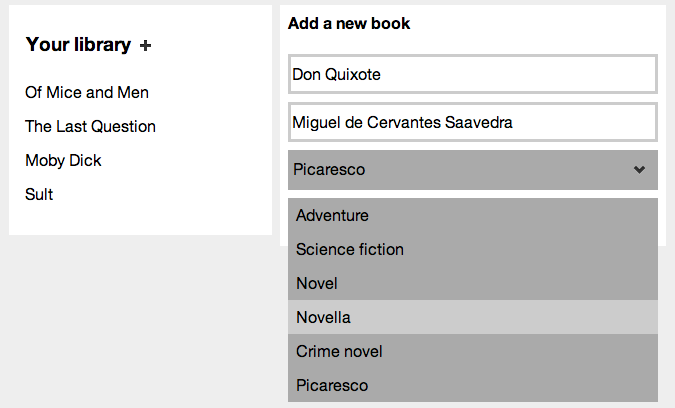 Your library +
Of Mice and Men
The Last Question
Moby Dick
Sult
Add a new book
Don Quixote
Miguel de Cervantes Saavedra
Picaresco
Adventure
Science fiction
Novel
Novella
Crime novel
Picaresco